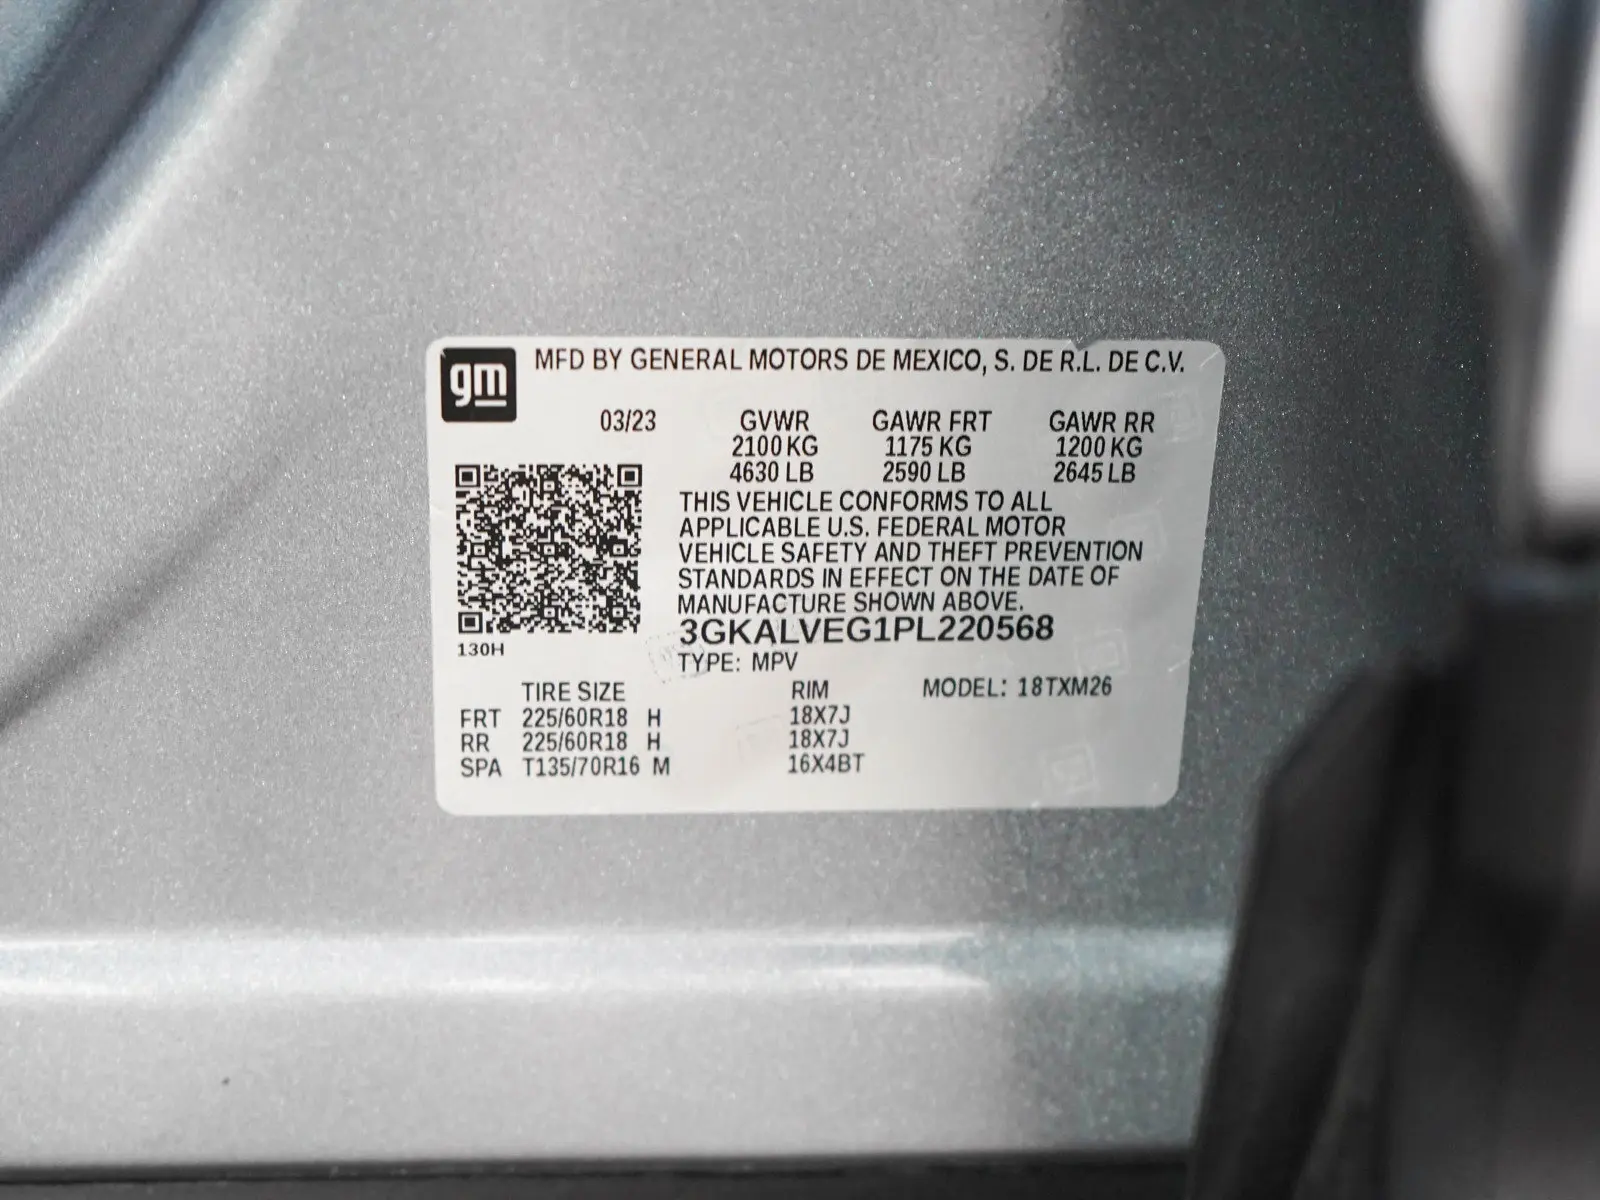 gm
MFD BY GENERAL MOTORS DE MEXICO, S. DE R.L. DE C.V.
03/23 GVWR GAWR FRT GAWR RR
2100 KG 1175 KG 1200 KG
4630 LB 2590 LB 2645 LB
THIS VEHICLE CONFORMS TO ALL
APPLICABLE U.S. FEDERAL MOTOR
VEHICLE SAFETY AND THEFT PREVENTION
STANDARDS IN EFFECT ON THE DATE OF
MANUFACTURE SHOWN ABOVE.
3GKALVEG1PL220568
130H
TYPE: MPV
TIRE SIZE RIM MODEL: 18TXM26
FRT 225/60R18 H 18X7J
RR 225/60R18 H 18X7J
SPA T135/70R16 M 16X4BT